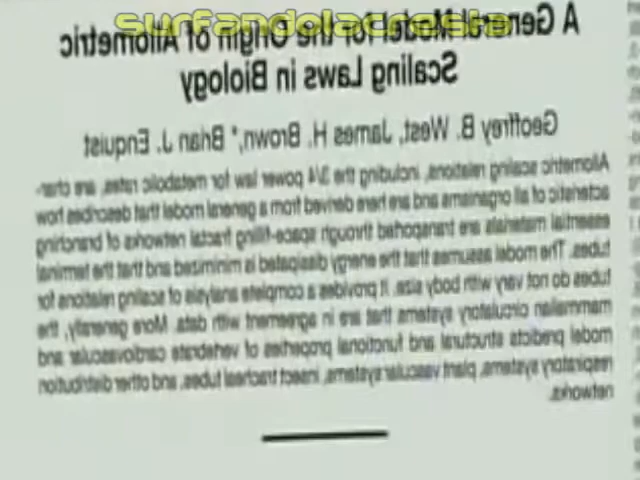 surfandolacresta
A General Model for the Origin of Allometric
Scaling Laws in Biology
Geoffrey B. West, James H. Brown,* Brian J. Enquist
Allometric scaling relations, including the 3/4 power law for metabolic rates, are char-
acteristic of all organisms and are here derived from a general model that describes how
essential materials are transported through space-filling fractal networks of branching
tubes. The model assumes that the energy dissipated is minimized and that the terminal
tubes do not vary with body size. It provides a complete analysis of scaling relations for
mammalian circulatory systems that are in agreement with data. More generally, the
model predicts structural and functional properties of vertebrate cardiovascular and
respiratory systems, plant vascular systems, insect tracheal tubes, and other distribution
networks.